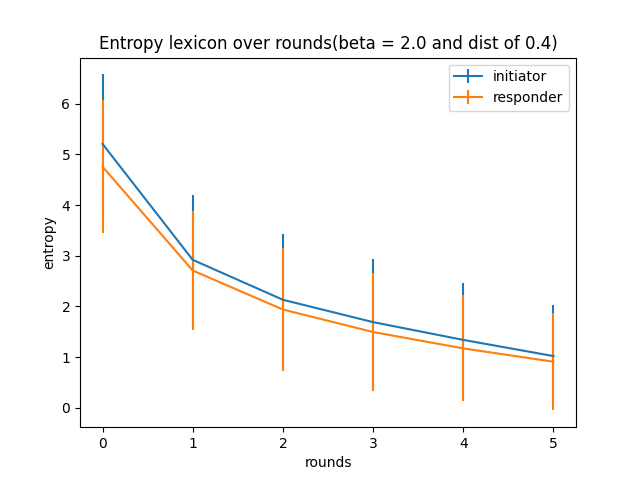 Entropy lexicon over rounds(beta = 2.0 and dist of 0.4)
initiator
responder
6
5
4
3
2
1
0
entropy
0 1 2 3 4 5
rounds